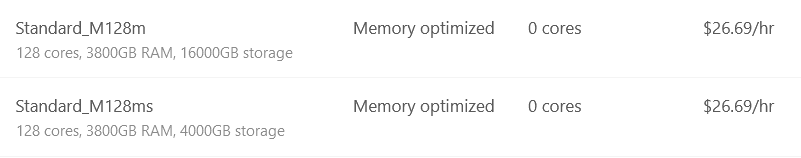 Standard_M128m Memory optimized 0 cores $26.69/hr
128 cores, 3800GB RAM, 16000GB storage
Standard_M128ms Memory optimized 0 cores $26.69/hr
128 cores, 3800GB RAM, 4000GB storage